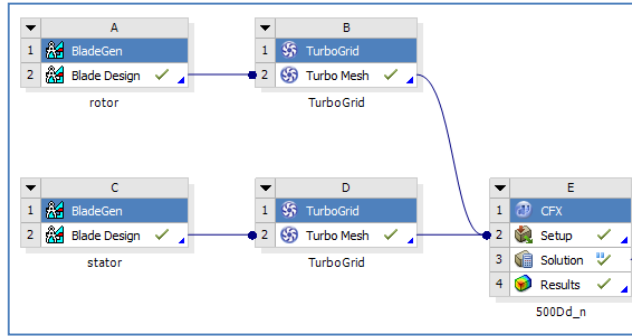 A
1 BladeGen
2 Blade Design
rotor
B
1 TurboGrid
2 Turbo Mesh
TurboGrid
C
1 BladeGen
2 Blade Design
stator
D
1 TurboGrid
2 Turbo Mesh
TurboGrid
E
1 CFX
2 Setup
3 Solution
4 Results
500Dd_n